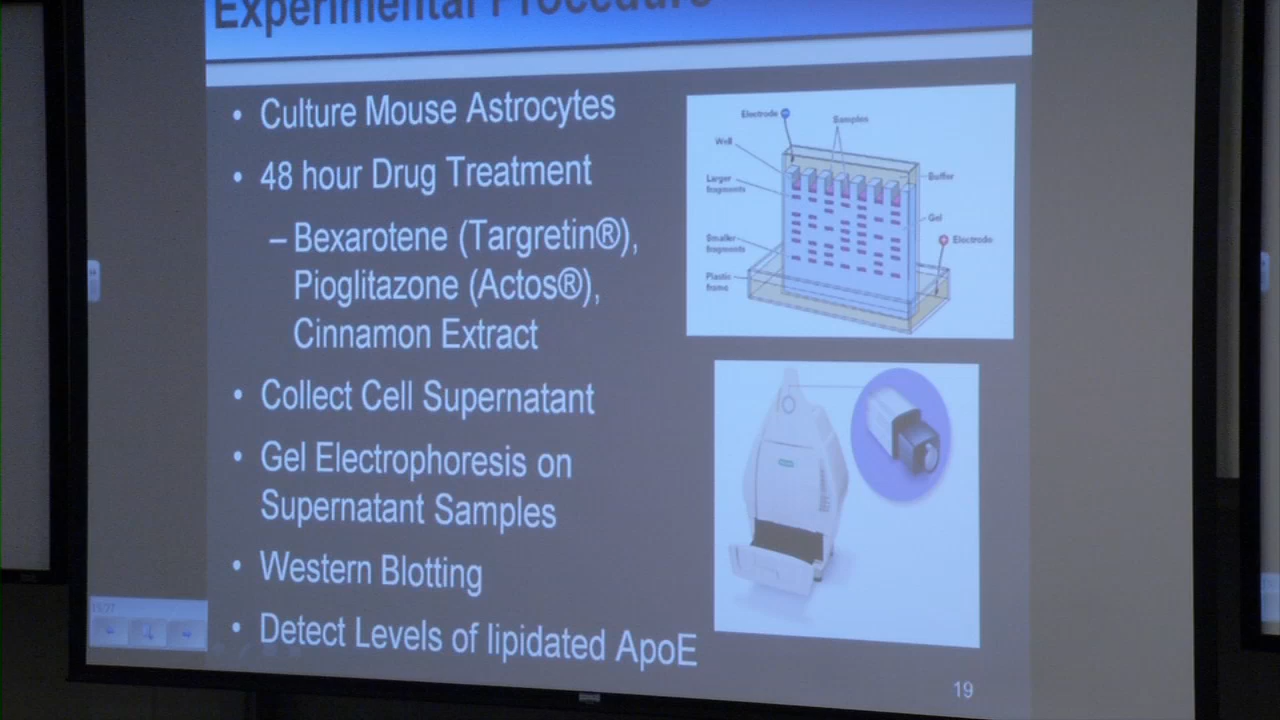 Experimental Procedure
• Culture Mouse Astrocytes
• 48 hour Drug Treatment
– Bexarotene (Targretin®),
Pioglitazone (Actos®),
Cinnamon Extract
• Collect Cell Supernatant
• Gel Electrophoresis on
Supernatant Samples
• Western Blotting
• Detect Levels of lipidated ApoE
Electrode
Samples
Well
Larger
fragments
Buffer
Gel
Smaller
fragments
Electrode
Plastic
frame
15/27
19